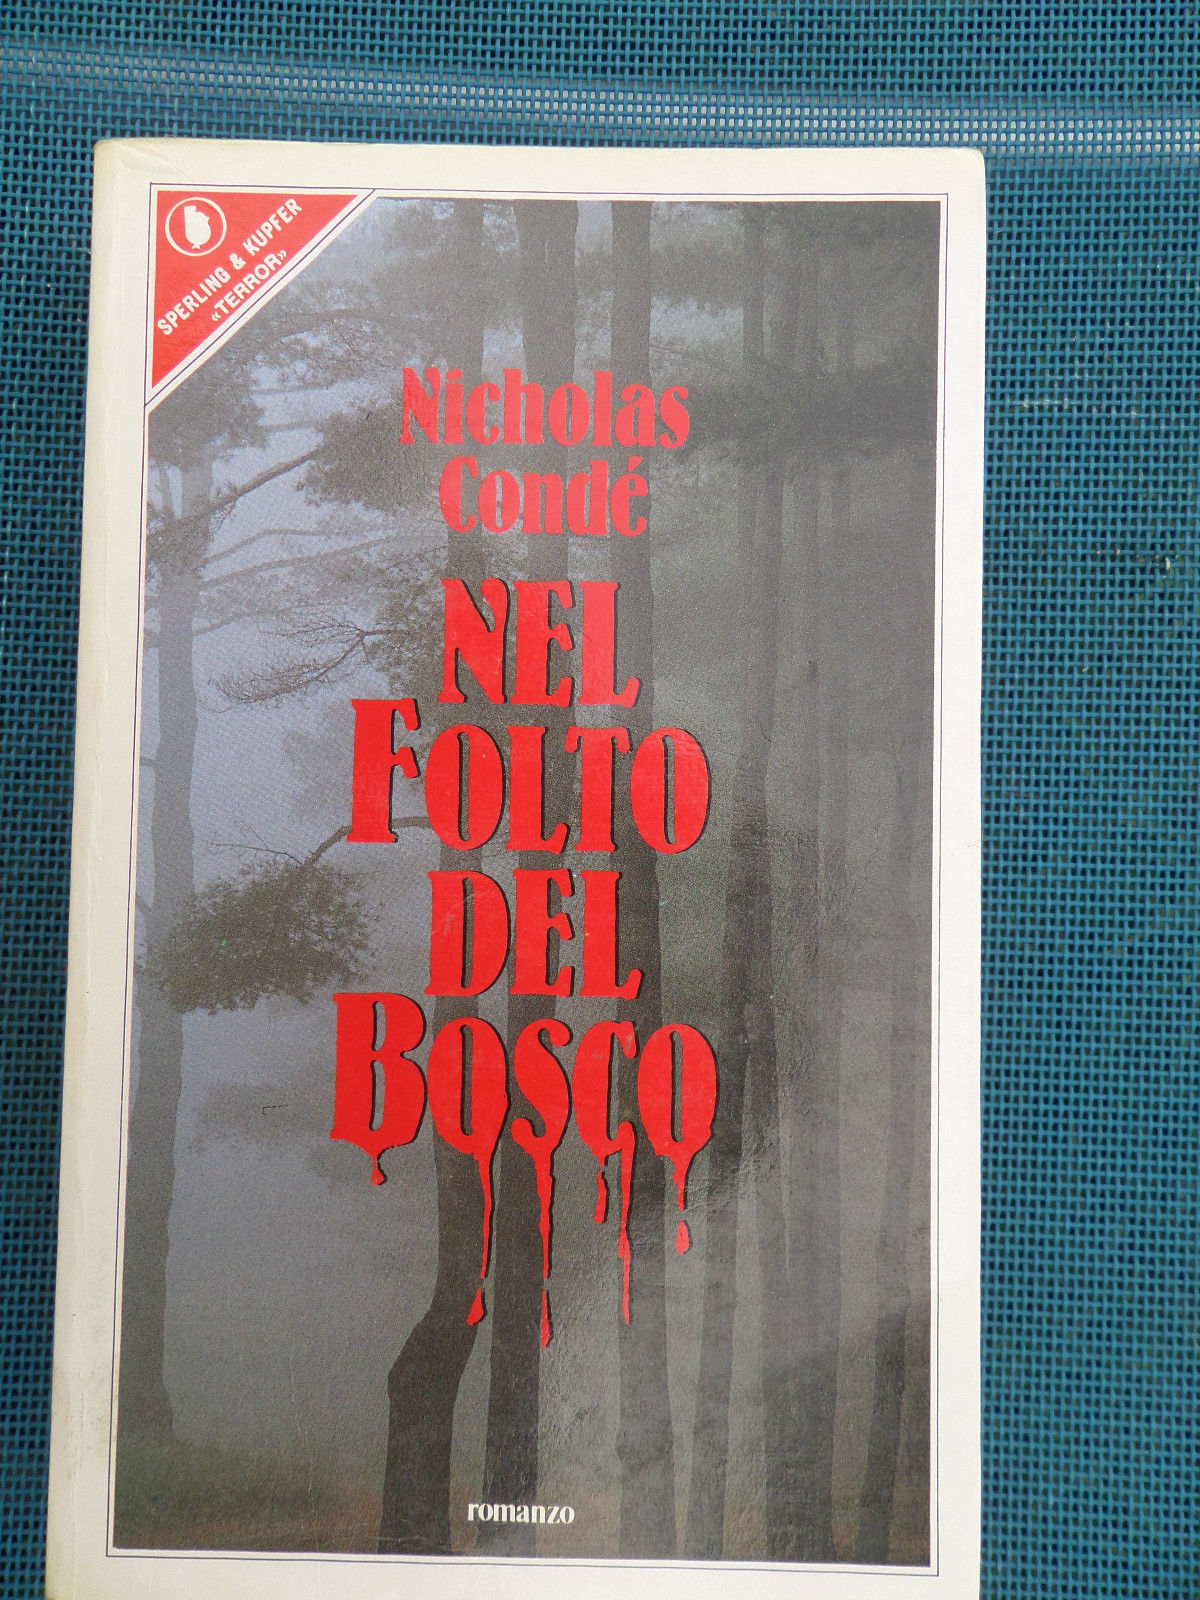 SPERLING & KUPFER
«TERROR»
Nicholas
Condé
NEL
FOLTO
DEL
BOSCO
romanzo